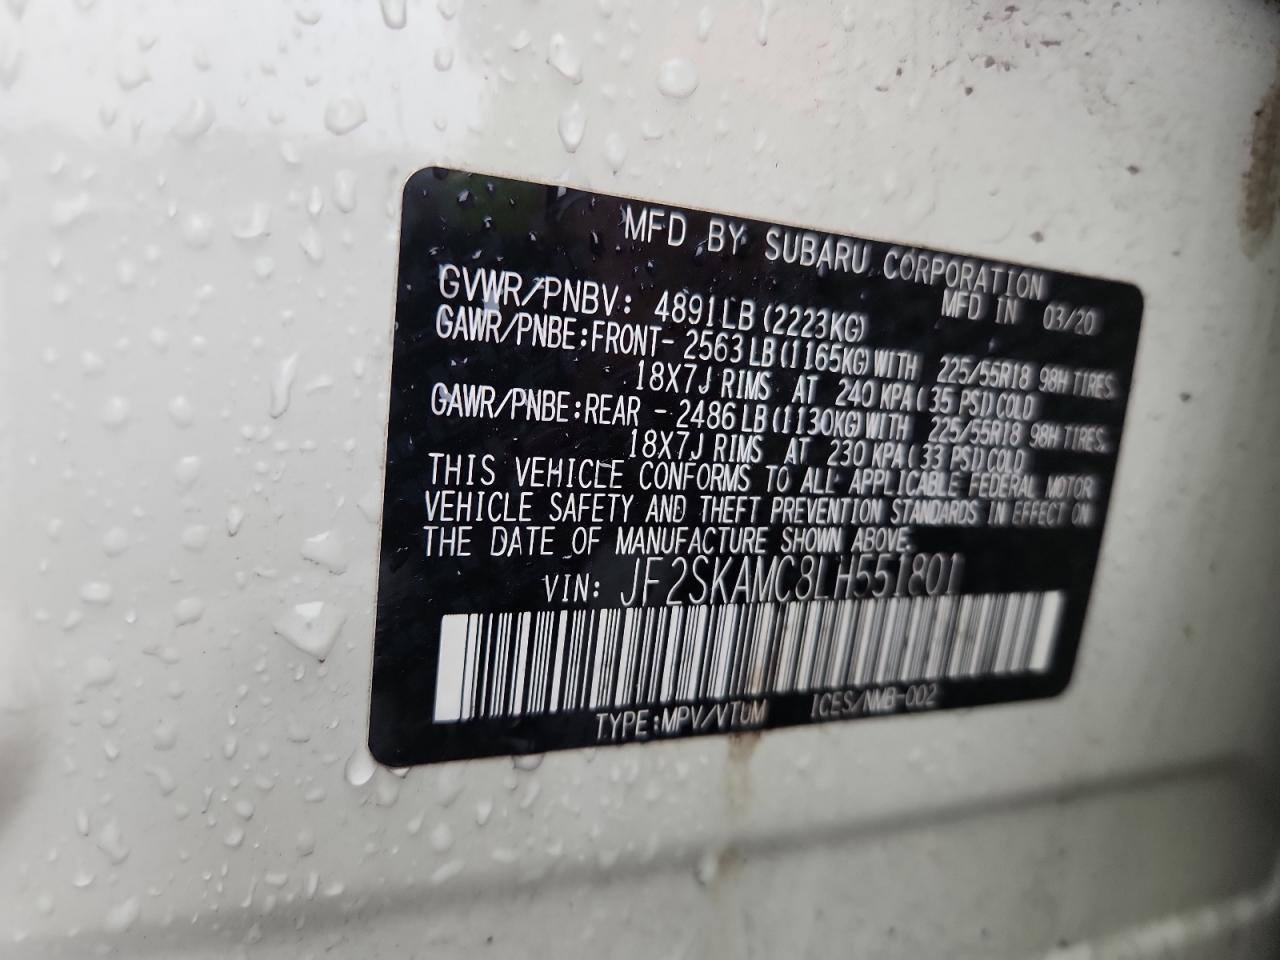 MFD BY SUBARU CORPORATION
MFD IN 03/20
GVWR/PNBV: 4891LB (2223KG)
GAWR/PNBE:FRONT- 2563LB(1165KG)WITH 225/55R18 98H TIRES.
18X7J RIMS AT 240 KPA( 35 PSI)COLD
GAWR/PNBE:REAR -2486LB(1130KG)WITH 225/55R18 98H TIRES.
18X7J RIMS AT 230 KPA( 33 PSI)COLD
THIS VEHICLE CONFORMS TO ALL APPLICABLE FEDERAL MOTOR
VEHICLE SAFETY AND THEFT PREVENTION STANDARDS IN EFFECT ON
THE DATE OF MANUFACTURE SHOWN ABOVE.
VIN: JF2SKAMC8LH551801
TYPE:MPV/VTUM ICES/NMB-002